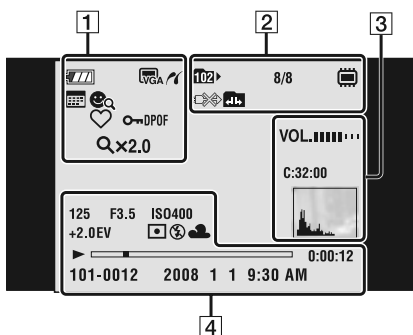 1
2
3
VGA
102
8/8
DPOF
×2.0
VOL.
C:32:00
125 F3.5 ISO400
+2.0EV
0:00:12
101-0012 2008 1 1 9:30 AM
4